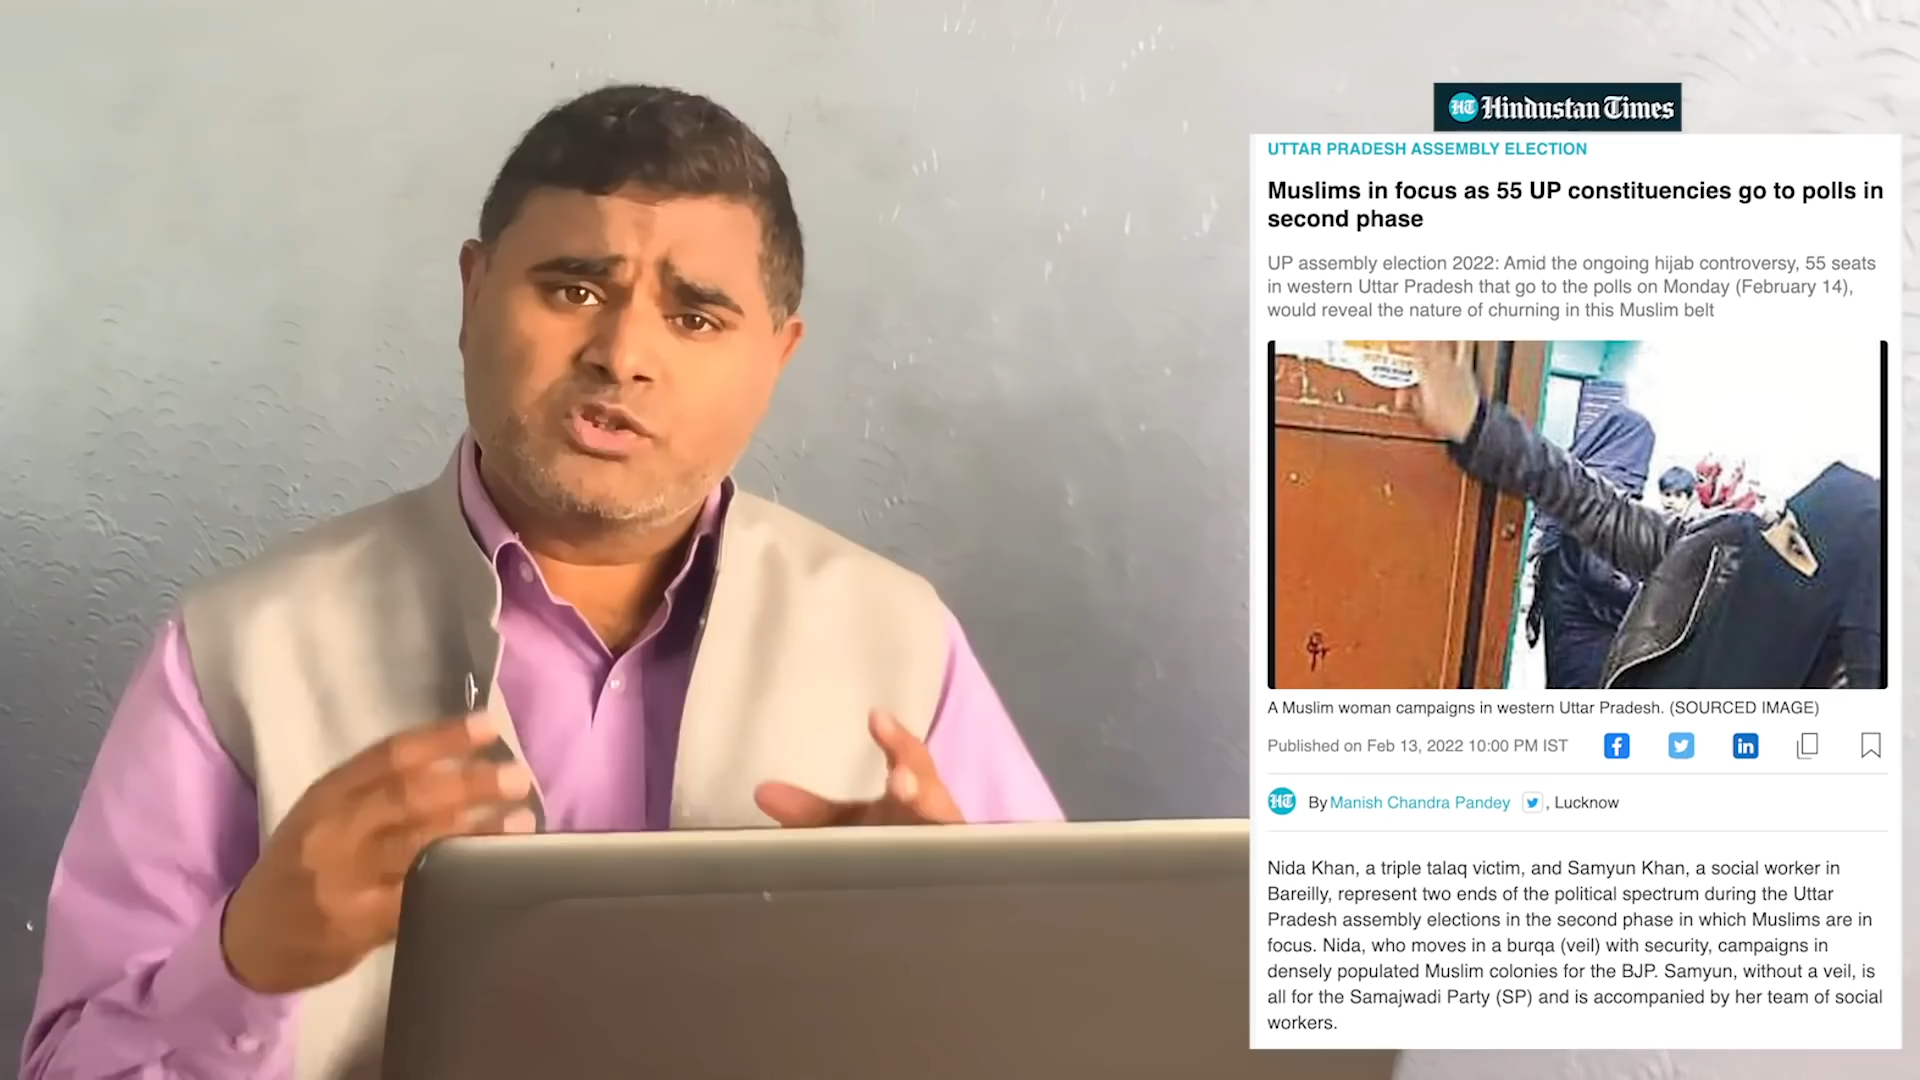 HT Hindustan Times
UTTAR PRADESH ASSEMBLY ELECTION
Muslims in focus as 55 UP constituencies go to polls in
second phase
UP assembly election 2022: Amid the ongoing hijab controversy, 55 seats
in western Uttar Pradesh that go to the polls on Monday (February 14),
would reveal the nature of churning in this Muslim belt
A Muslim woman campaigns in western Uttar Pradesh. (SOURCED IMAGE)
Published on Feb 13, 2022 10:00 PM IST
HT By Manish Chandra Pandey , Lucknow
Nida Khan, a triple talaq victim, and Samyun Khan, a social worker in
Bareilly, represent two ends of the political spectrum during the Uttar
Pradesh assembly elections in the second phase in which Muslims are in
focus. Nida, who moves in a burqa (veil) with security, campaigns in
densely populated Muslim colonies for the BJP. Samyun, without a veil, is
all for the Samajwadi Party (SP) and is accompanied by her team of social
workers.